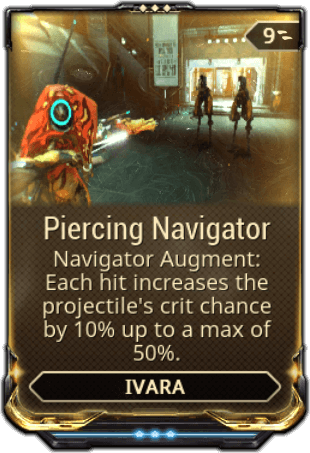 9
Piercing Navigator
Navigator Augment:
Each hit increases the
projectile's crit chance
by 10% up to a max of
50%.
IVARA